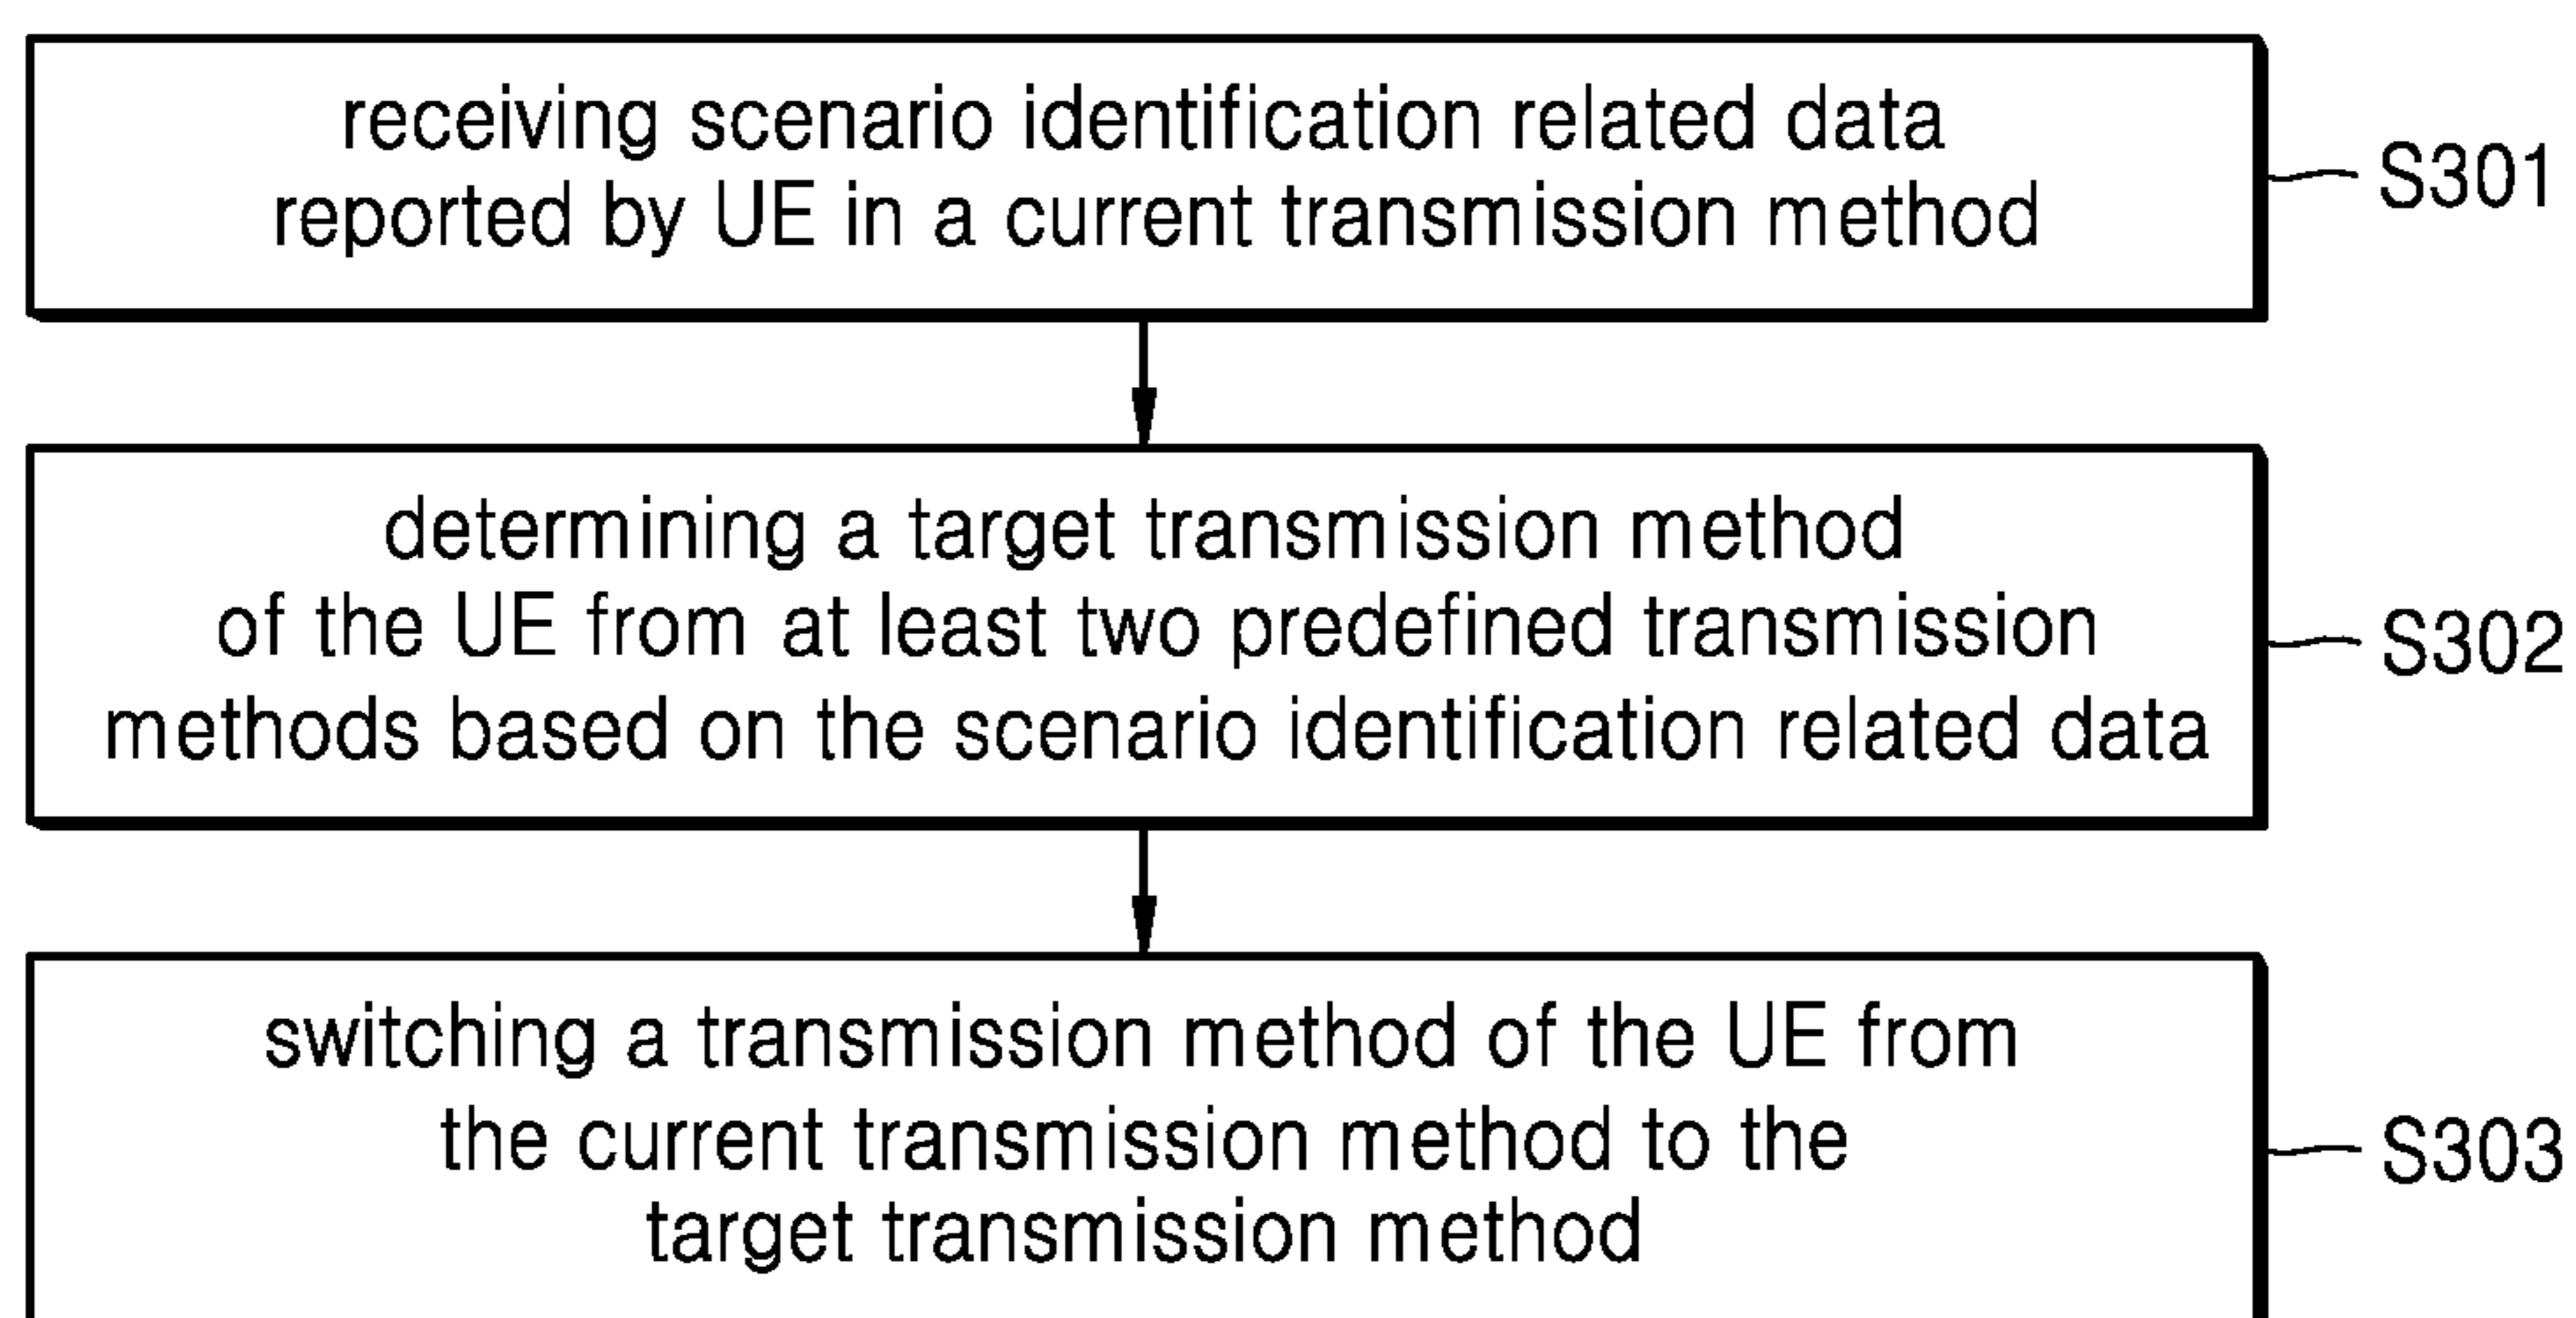 receiving scenario identification related data
reported by UE in a current transmission method
S301
determining a target transmission method
of the UE from at least two predefined transmission
methods based on the scenario identification related data
S302
switching a transmission method of the UE from
the current transmission method to the
target transmission method
S303